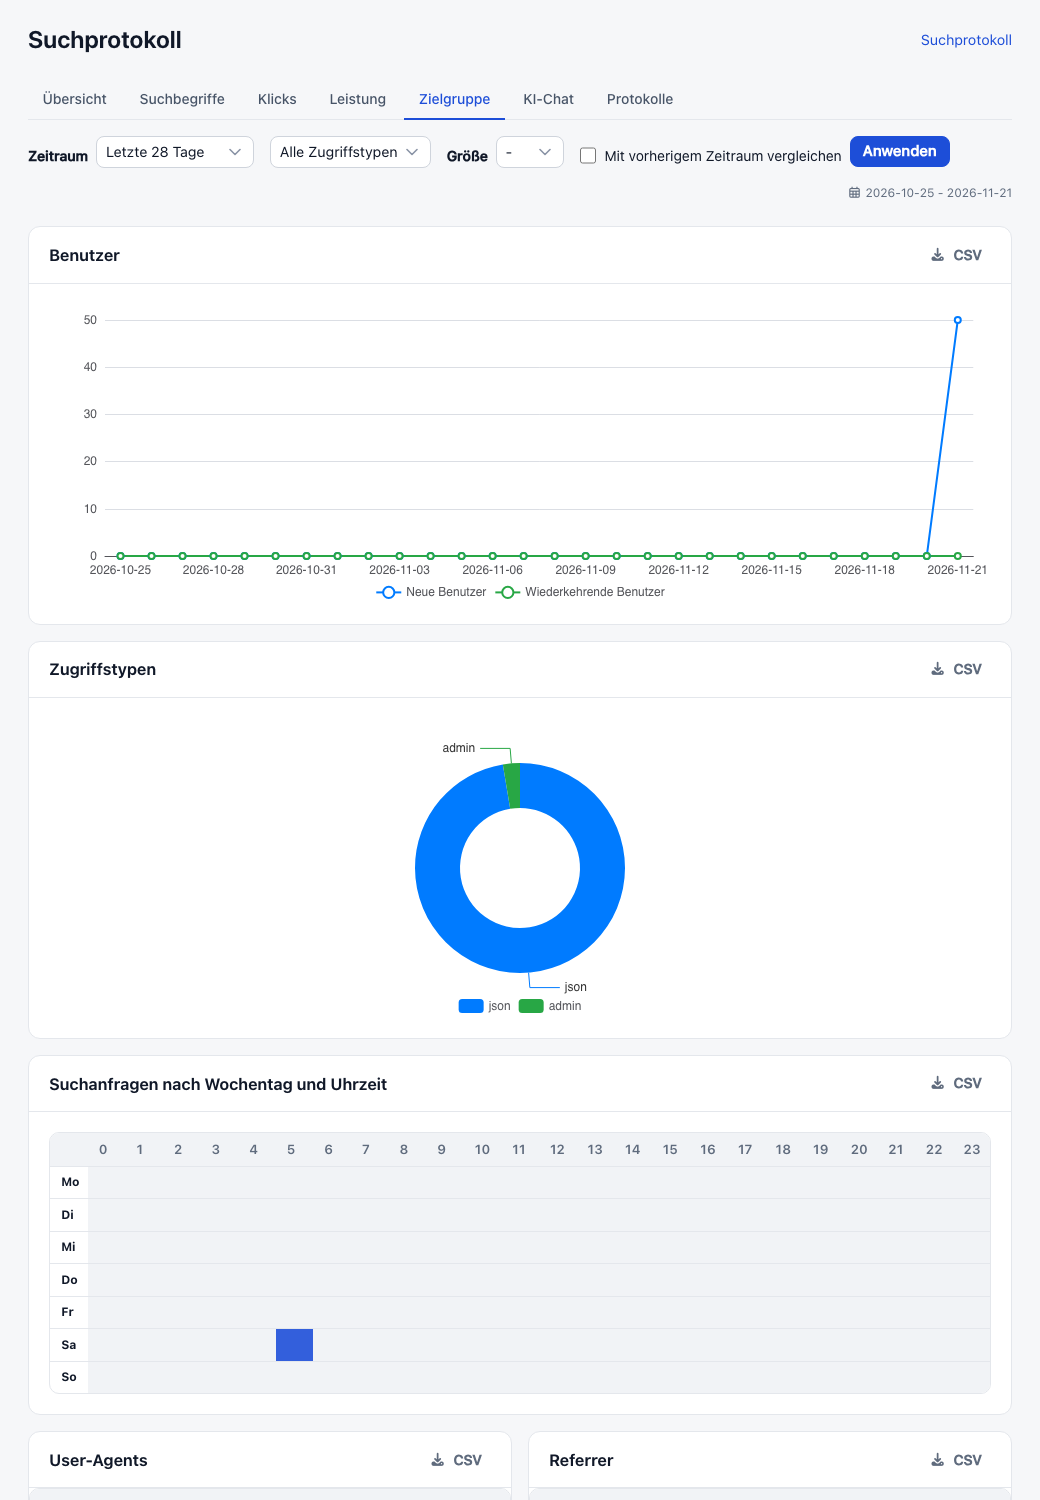 Suchprotokoll
Suchprotokoll
Übersicht Suchbegriffe Klicks Leistung Zielgruppe KI-Chat Protokolle
Zeitraum Letzte 28 Tage Alle Zugriffstypen Größe - Mit vorherigem Zeitraum vergleichen Anwenden
2026-10-25 - 2026-11-21
Benutzer CSV
50
40
30
20
10
0
2026-10-25 2026-10-28 2026-10-31 2026-11-03 2026-11-06 2026-11-09 2026-11-12 2026-11-15 2026-11-18 2026-11-21
Neue Benutzer Wiederkehrende Benutzer
Zugriffstypen CSV
admin
json
json admin
Suchanfragen nach Wochentag und Uhrzeit CSV
0 1 2 3 4 5 6 7 8 9 10 11 12 13 14 15 16 17 18 19 20 21 22 23
Mo
Di
Mi
Do
Fr
Sa
So
User-Agents CSV
Referrer CSV